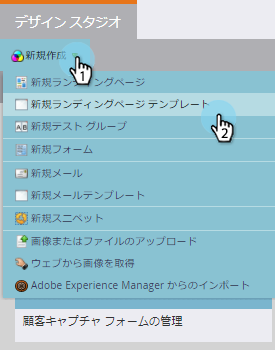 デザイン スタジオ
新規作成
1
新規ランディングページ
新規ランディングページ テンプレート
2
新規テスト グループ
新規フォーム
新規メール
新規メールテンプレート
新規スニペット
画像またはファイルのアップロード
ウェブから画像を取得
Adobe Experience Manager からのインポート
顧客キャプチャ フォームの管理